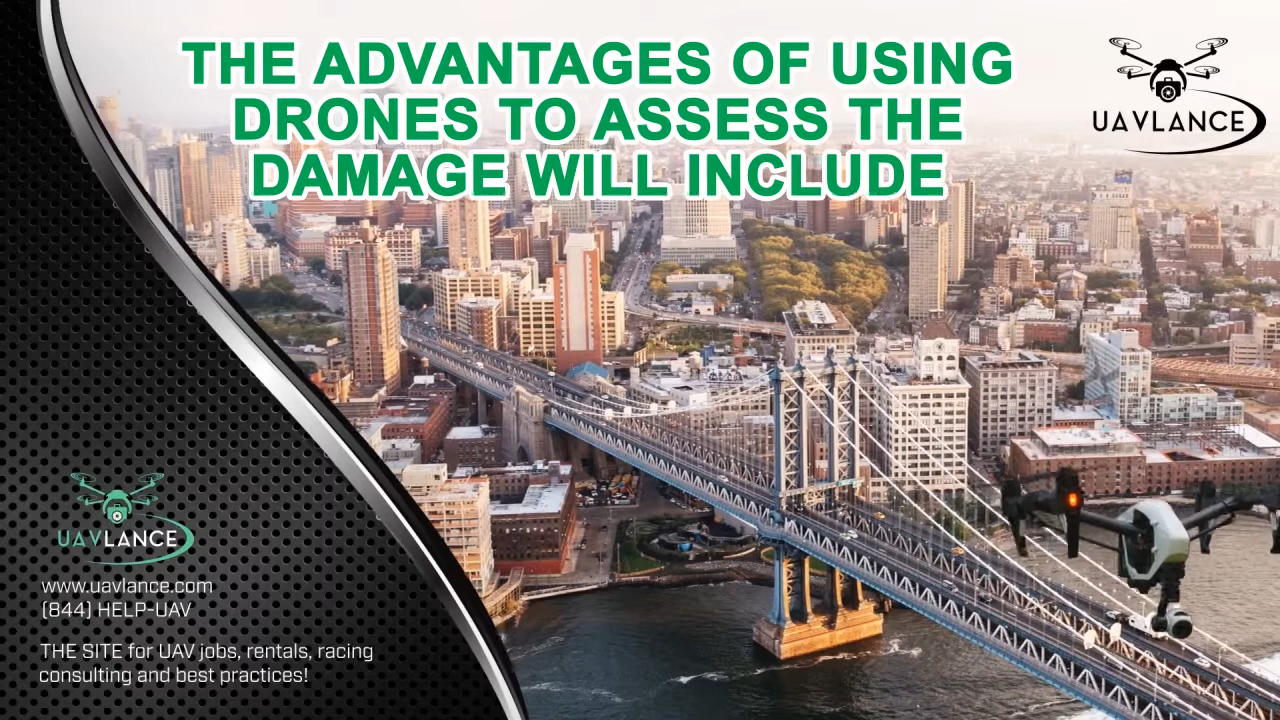 THE ADVANTAGES OF USING
DRONES TO ASSESS THE
DAMAGE WILL INCLUDE
UAVLANCE
UAVLANCE
www.uavlance.com
(844) HELP-UAV
THE SITE for UAV jobs, rentals, racing
consulting and best practices!